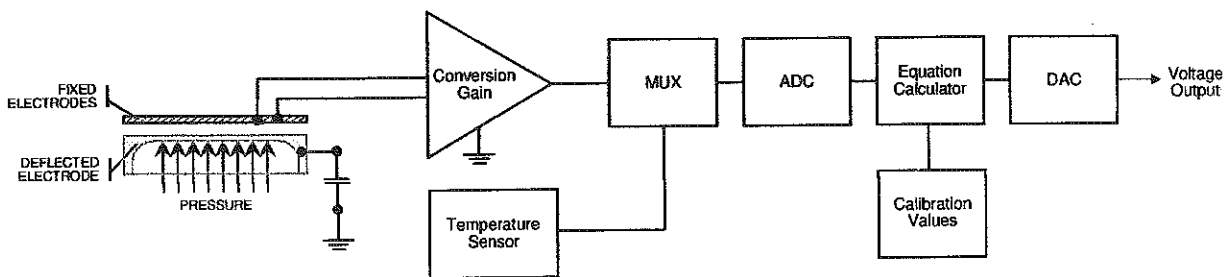 FIXED
ELECTRODES
DEFLECTED
ELECTRODE
PRESSURE
Conversion
Gain
Temperature
Sensor
MUX
ADC
Equation
Calculator
Calibration
Values
DAC
Voltage
Output